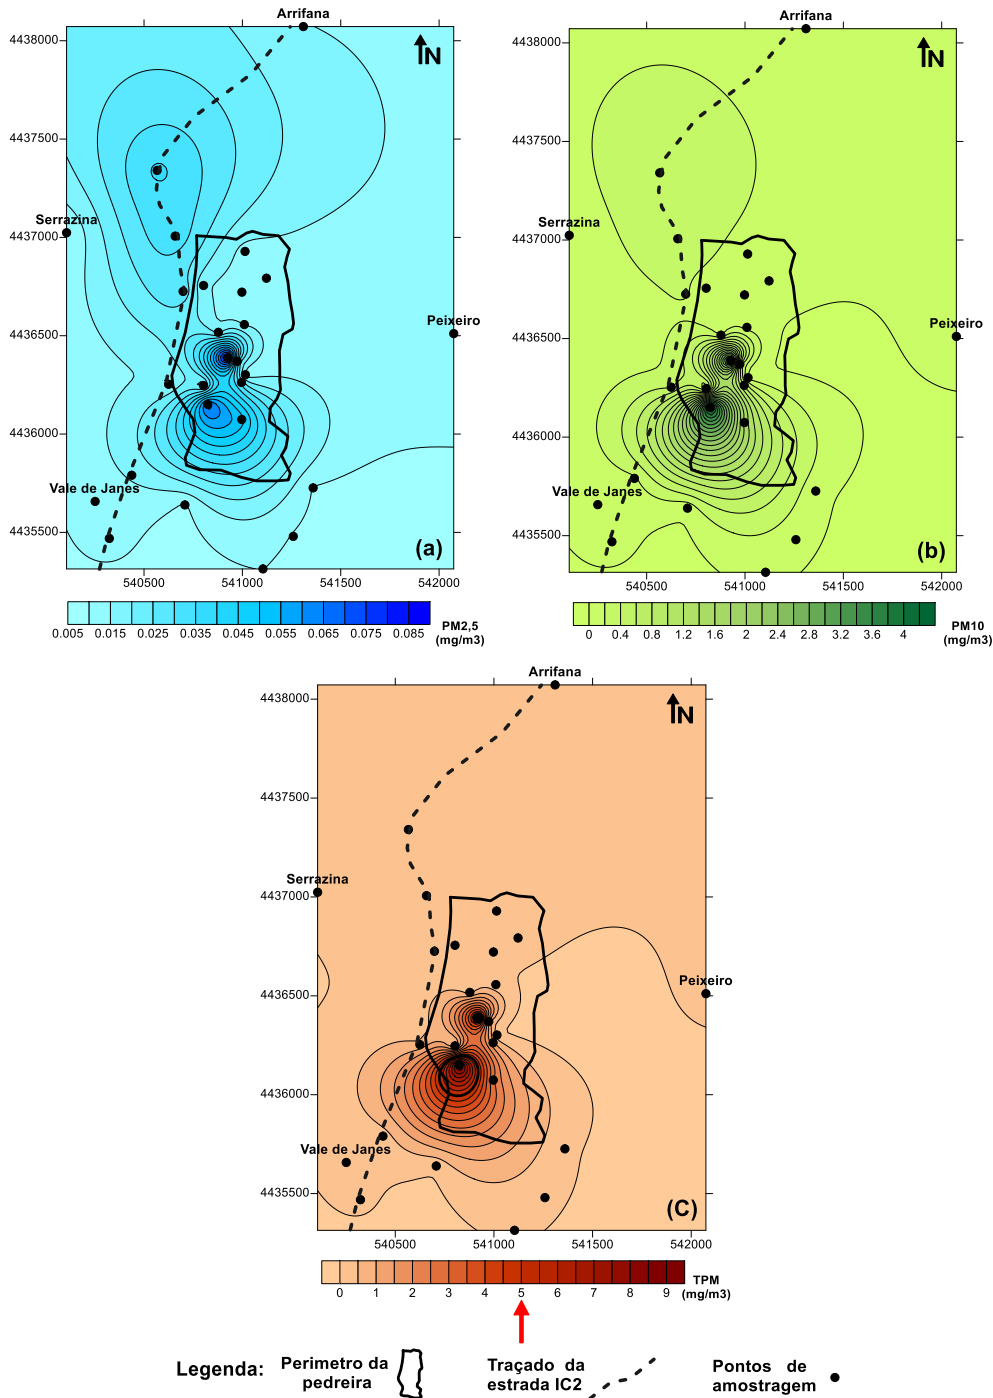 Arrifana
4438000
N
4437500
Serrazina
4437000
4436500
Peixeiro
4436000
Vale de Janes
4435500
(a)
540500 541000 541500 542000
0.005 0.015 0.025 0.035 0.045 0.055 0.065 0.075 0.085
PM2,5
(mg/m3)
Arrifana
4438000
N
4437500
Serrazina
4437000
4436500
Peixeiro
4436000
Vale de Janes
4435500
(b)
540500 541000 541500 542000
0 0.4 0.8 1.2 1.6 2 2.4 2.8 3.2 3.6 4
PM10
(mg/m3)
Arrifana
4438000
N
4437500
Serrazina
4437000
4436500
Peixeiro
4436000
Vale de Janes
4435500
(C)
540500 541000 541500 542000
0 1 2 3 4 5 6 7 8 9
TPM
(mg/m3)
Legenda:
Perimetro da
pedreira
Traçado da
estrada IC2
Pontos de
amostragem